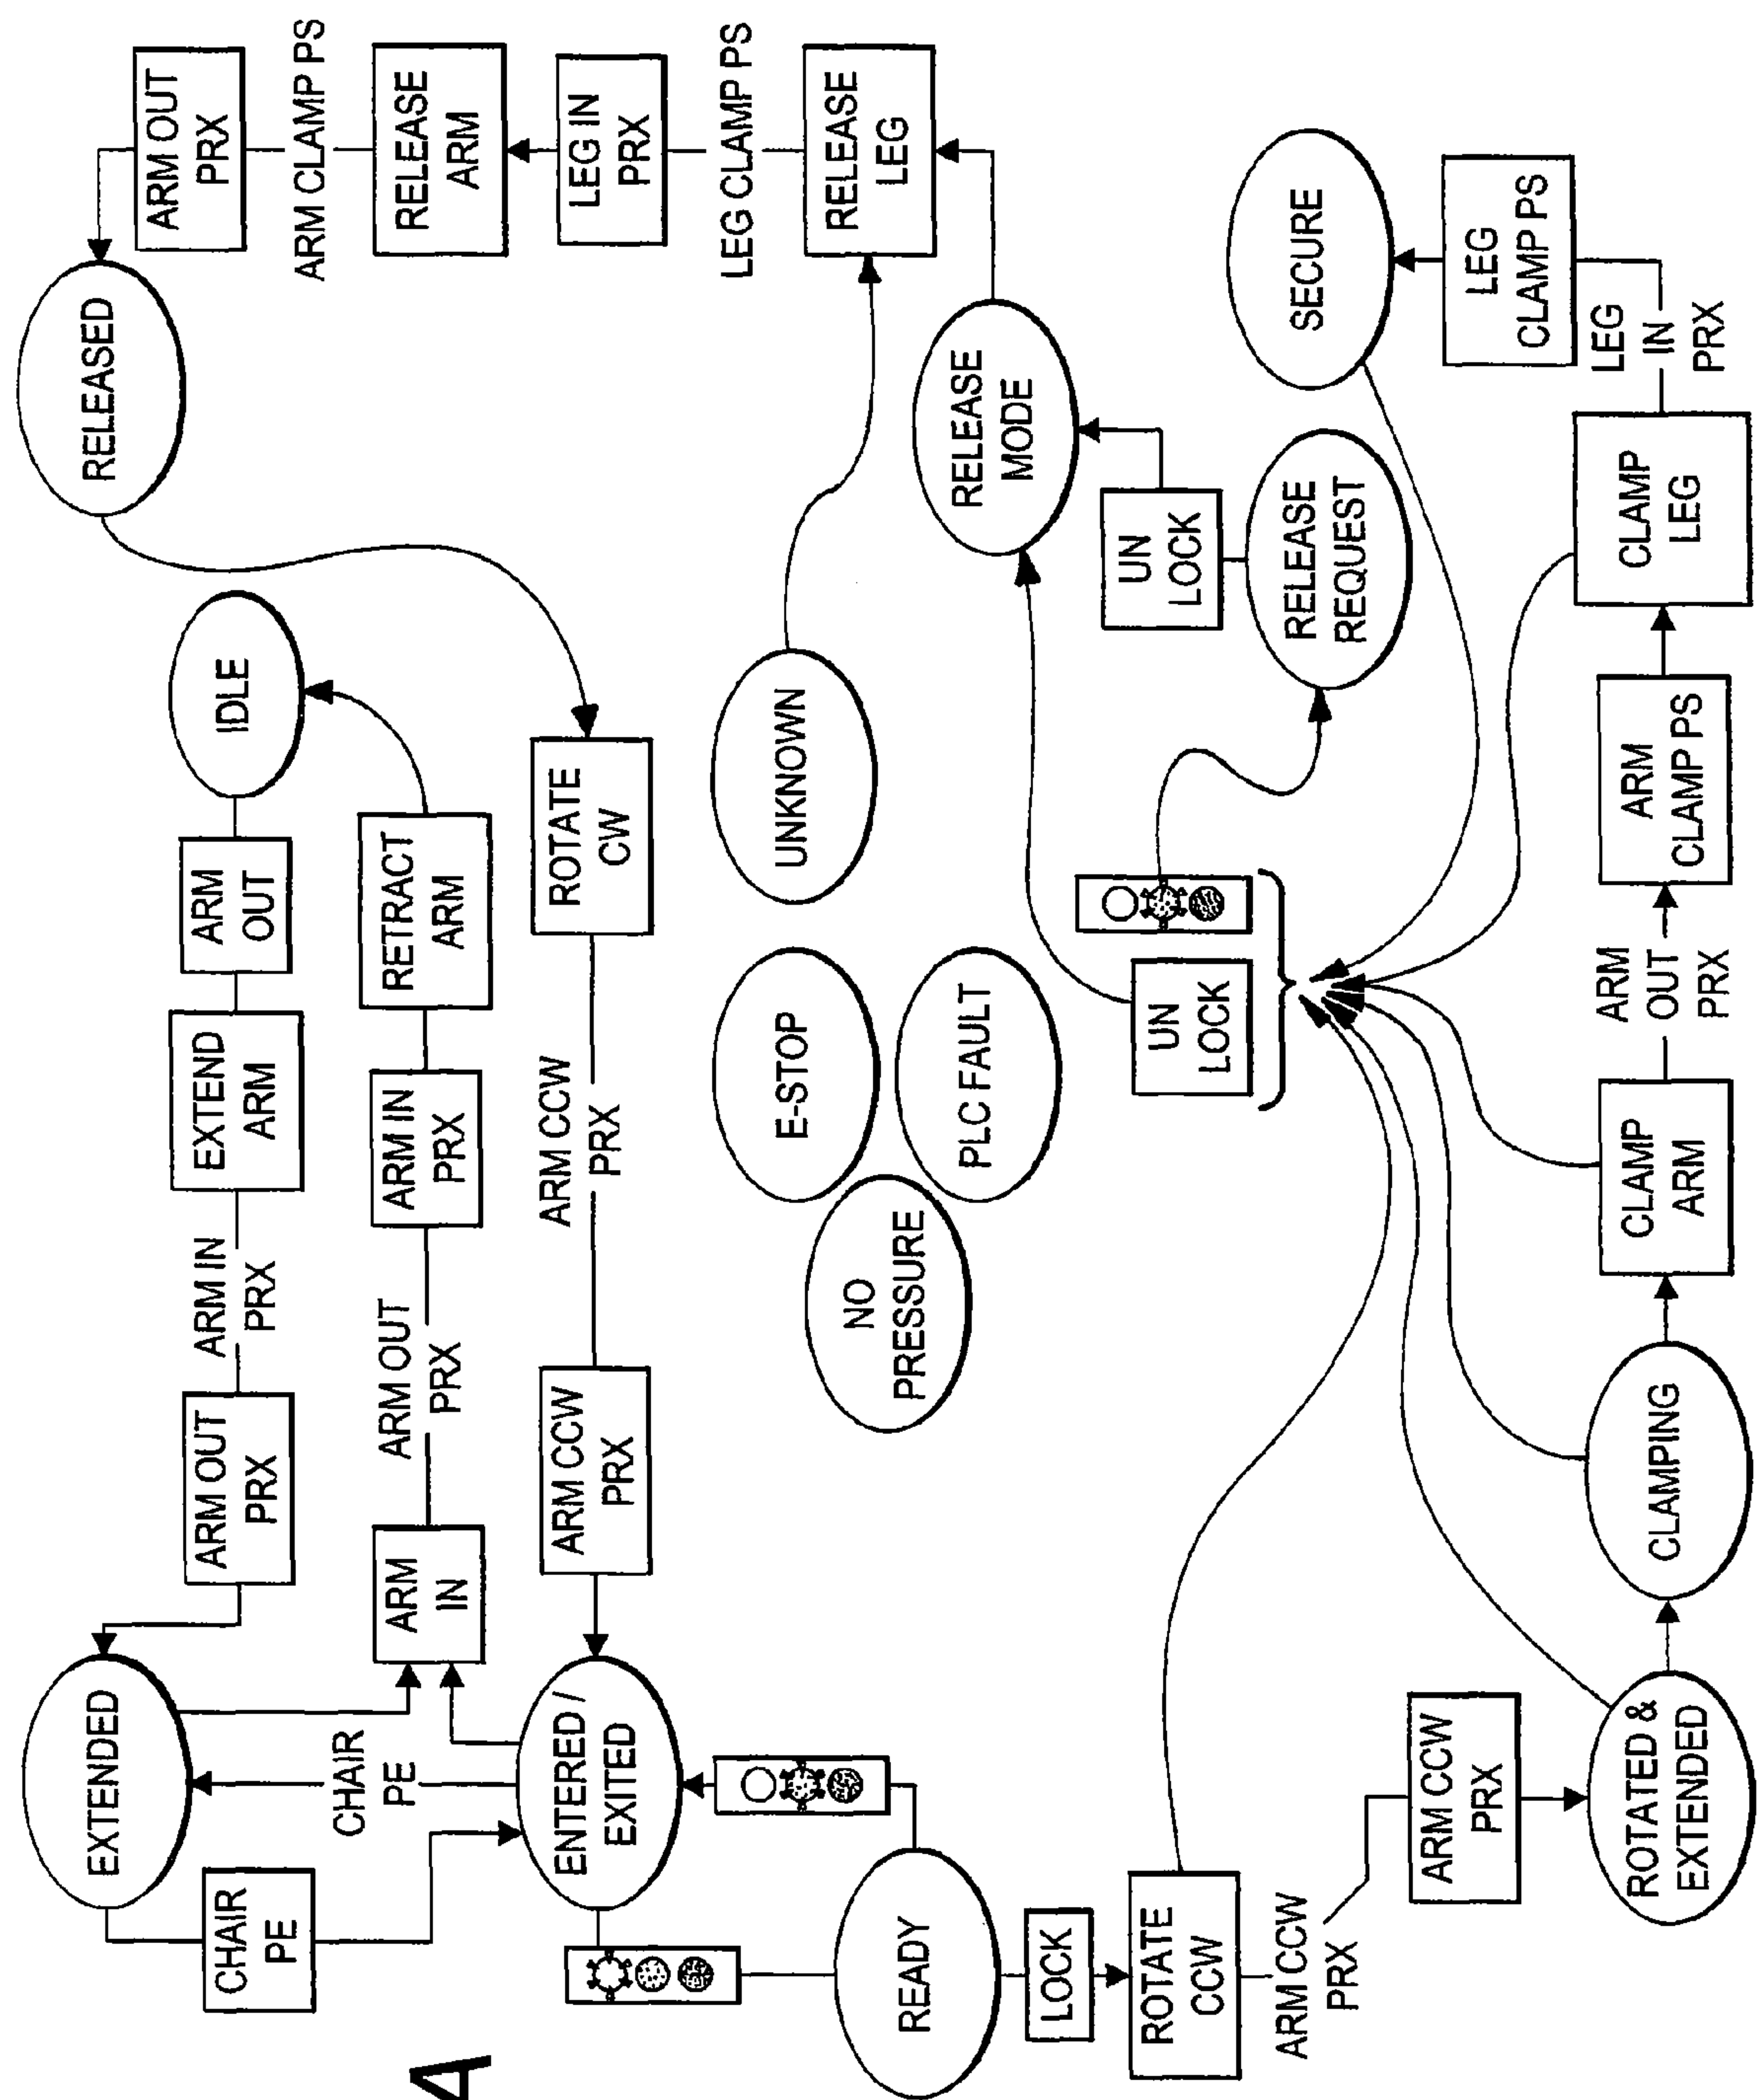 EXTENDED
ARM OUT
PRX
ARM IN
PRX
EXTEND
ARM
ARM
OUT
IDLE
RELEASED
ARM OUT
PRX
ARM CLAMP PS
CHAIR
PE
CHAIR
PE
ARM
IN
ARM OUT
PRX
ARM IN
PRX
RETRACT
ARM
RELEASE
ARM
ENTERED /
EXITED
ARM CCW
PRX
ARM CCW
PRX
ROTATE
CW
LEG IN
PRX
LEG CLAMP PS
NO
PRESSURE
E-STOP
PLC FAULT
UNKNOWN
RELEASE
LEG
READY
LOCK
RELEASE
MODE
UN
LOCK
UN
LOCK
RELEASE
REQUEST
SECURE
ROTATE
CCW
ARM CCW
PRX
ARM CCW
PRX
LEG
CLAMP PS
ROTATED &
EXTENDED
CLAMPING
CLAMP
ARM
ARM
OUT
PRX
ARM
CLAMP PS
CLAMP
LEG
LEG
IN
PRX
A